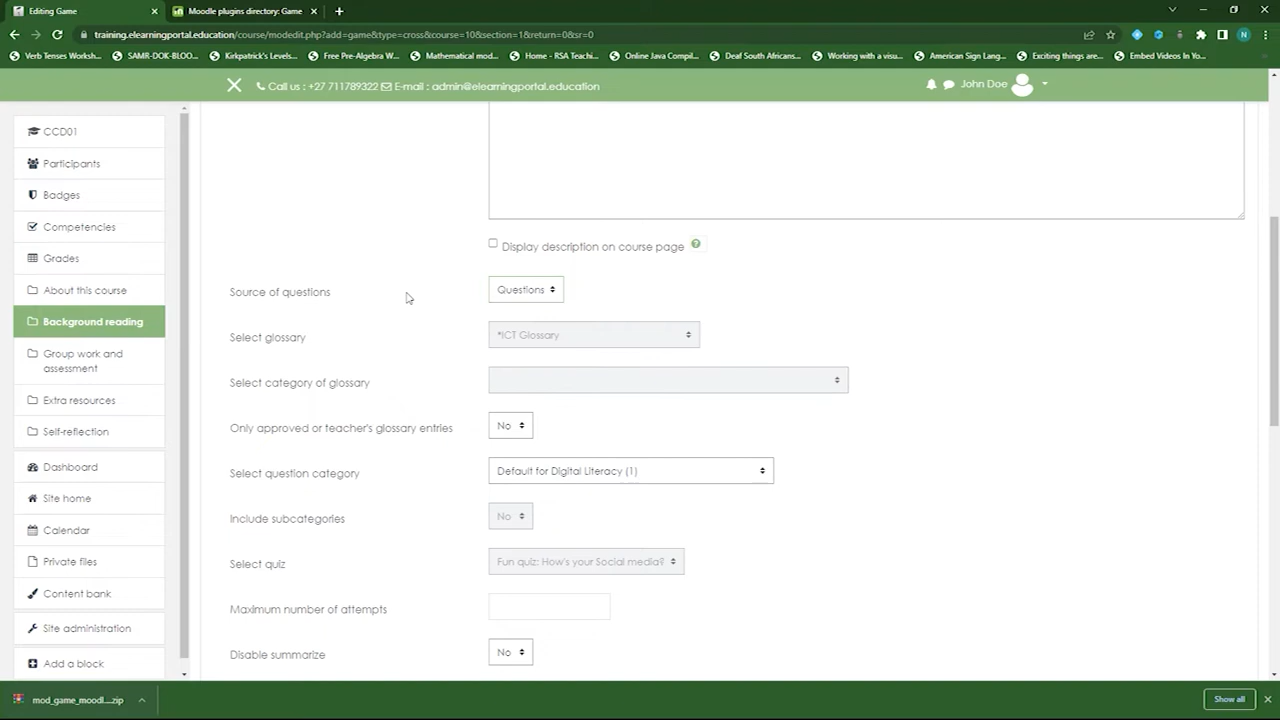 Editing Game
Moodle plugins directory: Game
training.elearningportal.education/course/modedit.php?add=game&type=cross&course=10&section=1&return=0&sr=0
N
Verb Tenses Worksh...
SAMR-DOK-BLOO...
Kirkpatrick's Levels...
Free Pre-Algebra W...
Mathematical mod...
Home - RSA Teachi...
Online Java Compil...
Deaf South African...
Working with a visu...
American Sign Lang...
Exciting things are...
Embed Videos In Yo...
Call us : +27 711789322 E-mail : admin@elearningportal.education
John Doe
CCD01
Participants
Badges
Competencies
Grades
About this course
Background reading
Group work and
assessment
Extra resources
Self-reflection
Dashboard
Site home
Calendar
Private files
Content bank
Site administration
Add a block
Display description on course page
Source of questions Questions
Select glossary *ICT Glossary
Select category of glossary
Only approved or teacher's glossary entries No
Select question category Default for Digital Literacy (1)
Include subcategories No
Select quiz Fun quiz: How's your Social media?
Maximum number of attempts
Disable summarize No
mod_game_moodl....zip
Show all